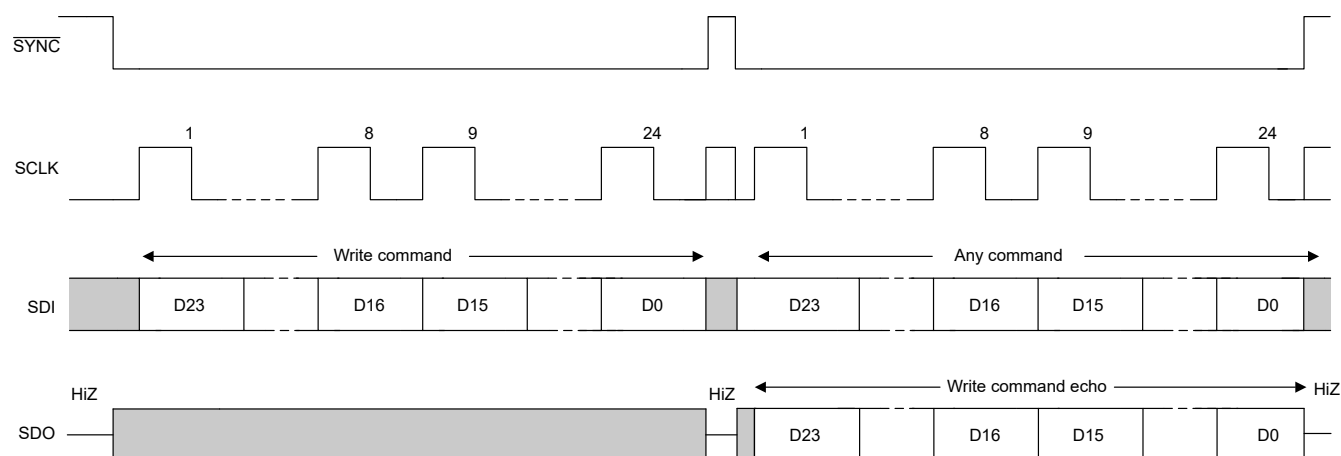 SYNC
1 8 9 24 1 8 9 24
SCLK
Write command Any command
SDI D23 D16 D15 D0 D23 D16 D15 D0
HiZ HiZ Write command echo HiZ
SDO D23 D16 D15 D0